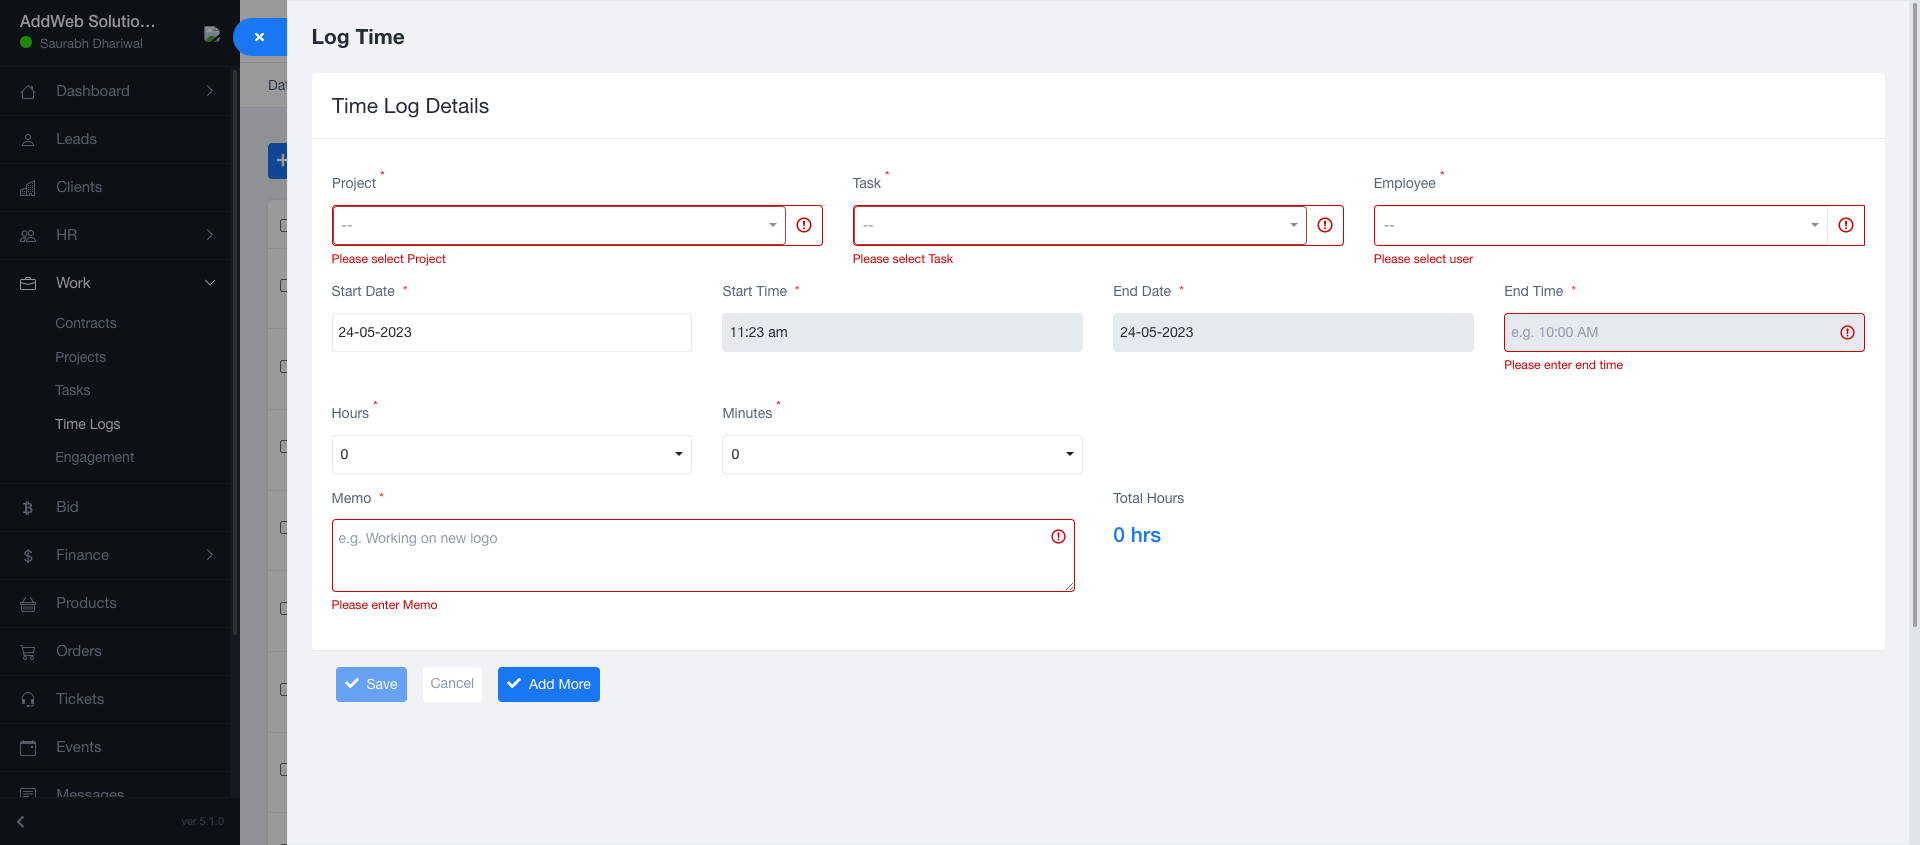 AddWeb Solutio...
Saurabh Dhariwal
Dashboard
Leads
Clients
HR
Work
Contracts
Projects
Tasks
Time Logs
Engagement
Bid
Finance
Products
Orders
Tickets
Events
Messages
ver 5.1.0
Log Time
Time Log Details
Project *
Task *
Employee *
--
--
--
Please select Project
Please select Task
Please select user
Start Date *
Start Time *
End Date *
End Time *
24-05-2023
11:23 am
24-05-2023
e.g. 10:00 AM
Please enter end time
Hours *
Minutes *
0
0
Memo *
Total Hours
e.g. Working on new logo
0 hrs
Please enter Memo
Save
Cancel
Add More